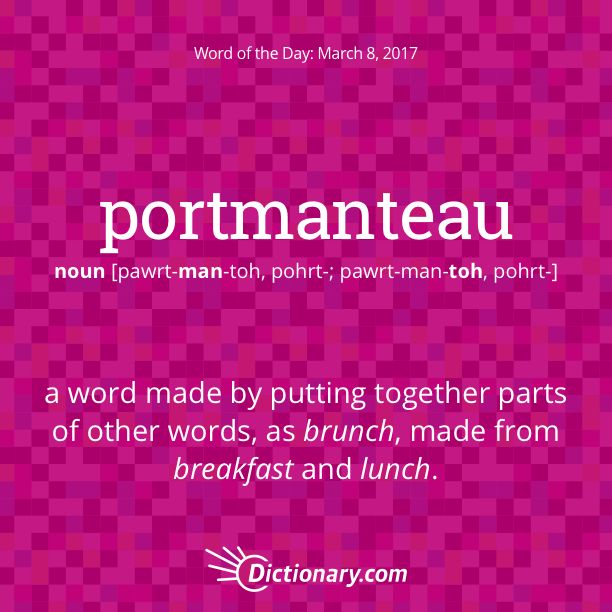 Word of the Day: March 8, 2017
portmanteau
noun [pawrt-man-toh, pohrt-; pawrt-man-toh, pohrt-]
a word made by putting together parts
of other words, as brunch, made from
breakfast and lunch.
Dictionary.com